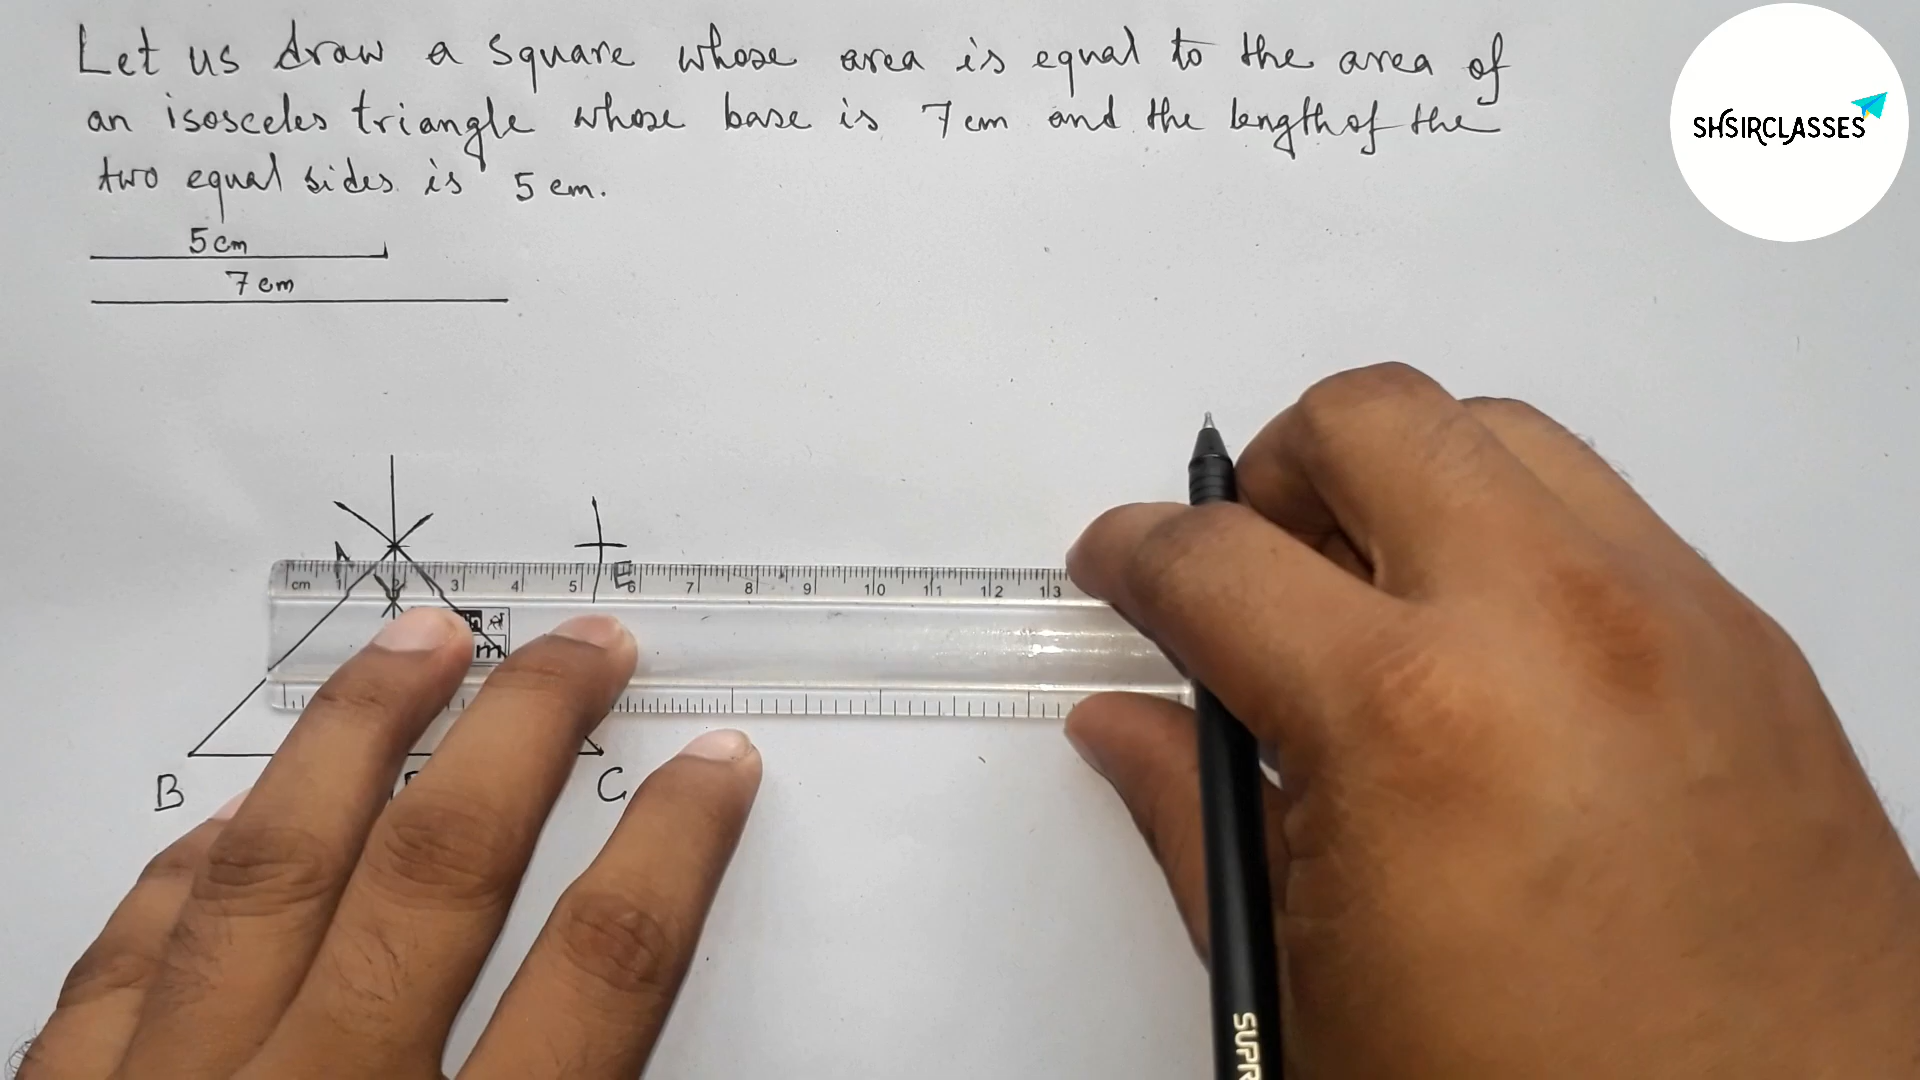 Let us draw a square whose area is equal to the area of
an isosceles triangle whose base is 7 cm and the length of the
two equal sides is 5 cm.
SHSIRCLASSES
5 cm
7 cm
A
E
cm 1 2 3 4 5 6 7 8 9 10 11 12 13
m
B C
SUPR